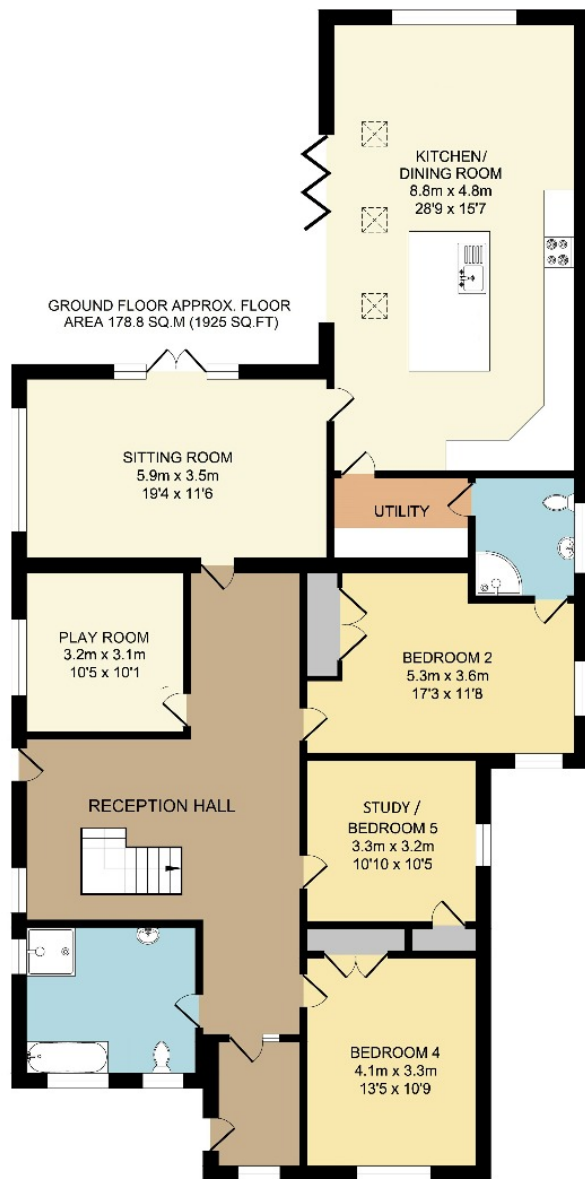 KITCHEN/
DINING ROOM
8.8m x 4.8m
28'9 x 15'7
GROUND FLOOR APPROX. FLOOR
AREA 178.8 SQ.M (1925 SQ.FT)
SITTING ROOM
5.9m x 3.5m
19'4 x 11'6
UTILITY
PLAY ROOM
3.2m x 3.1m
10'5 x 10'1
BEDROOM 2
5.3m x 3.6m
17'3 x 11'8
RECEPTION HALL
STUDY /
BEDROOM 5
3.3m x 3.2m
10'10 x 10'5
BEDROOM 4
4.1m x 3.3m
13'5 x 10'9